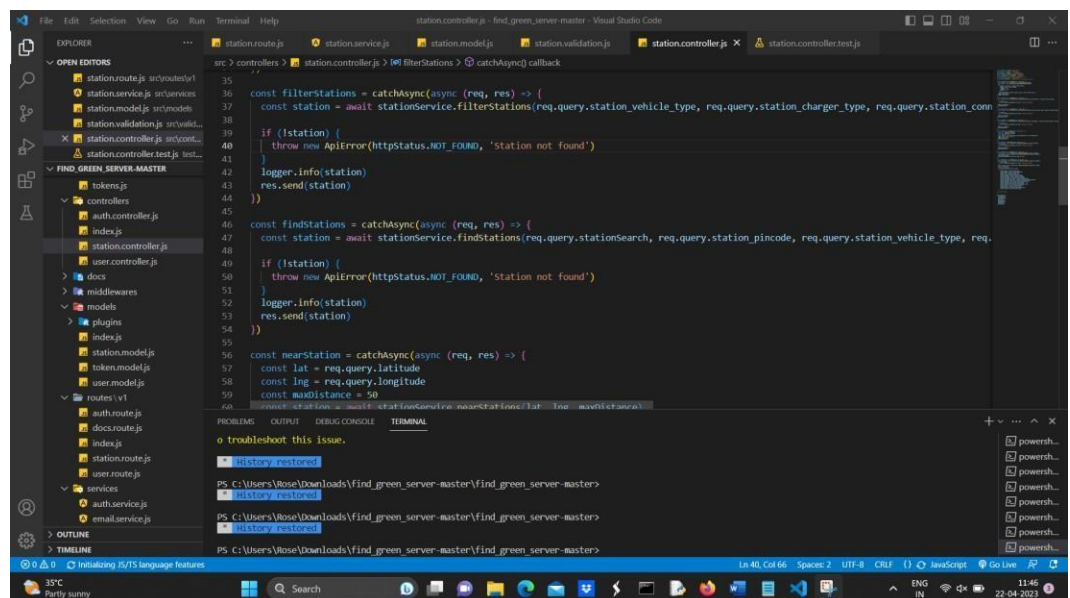 File Edit Selection View Go Run Terminal Help
station.controller.js - find_green_server-master - Visual Studio Code
EXPLORER
station.route.js
station.service.js
station.model.js
station.validation.js
station.controller.js
station.controller.test.js
src > controllers > station.controller.js > filterStations > catchAsync() callback
OPEN EDITORS
station.route.js src\routes\v1
station.service.js src\services
station.model.js src\models
station.validation.js src\valid...
station.controller.js src\cont...
station.controller.test.js test...
FIND_GREEN_SERVER-MASTER
tokens.js
controllers
auth.controller.js
index.js
station.controller.js
user.controller.js
docs
middlewares
models
plugins
index.js
station.model.js
token.model.js
user.model.js
routes\v1
auth.route.js
docs.route.js
index.js
station.route.js
user.route.js
services
auth.service.js
email.service.js
OUTLINE
TIMELINE
35
36 const filterStations = catchAsync(async (req, res) => {
37 const station = await stationService.filterStations(req.query.station_vehicle_type, req.query.station_charger_type, req.query.station_conn
38
39 if (!station) {
40 throw new ApiError(httpStatus.NOT_FOUND, 'Station not found')
41 }
42 logger.info(station)
43 res.send(station)
44 })
45
46 const findStations = catchAsync(async (req, res) => {
47 const station = await stationService.findStations(req.query.stationSearch, req.query.station_pincode, req.query.station_vehicle_type, req.
48
49 if (!station) {
50 throw new ApiError(httpStatus.NOT_FOUND, 'Station not found')
51 }
52 logger.info(station)
53 res.send(station)
54 })
55
56 const nearStation = catchAsync(async (req, res) => {
57 const lat = req.query.latitude
58 const lng = req.query.longitude
59 const maxDistance = 50
60 const station = await stationService.nearStations(lat, lng, maxDistance)
PROBLEMS OUTPUT DEBUG CONSOLE TERMINAL
o troubleshoot this issue.
* History restored
PS C:\Users\Rose\Downloads\find_green_server-master\find_green_server-master>
* History restored
PS C:\Users\Rose\Downloads\find_green_server-master\find_green_server-master>
* History restored
PS C:\Users\Rose\Downloads\find_green_server-master\find_green_server-master>
powersh...
powersh...
powersh...
powersh...
powersh...
powersh...
powersh...
powersh...
0 0 Initializing JS/TS language features
Ln 40, Col 66 Spaces: 2 UTF-8 CRLF {} JavaScript Go Live
35°C
Partly sunny
Search
ENG
IN
11:46
22-04-2023
3